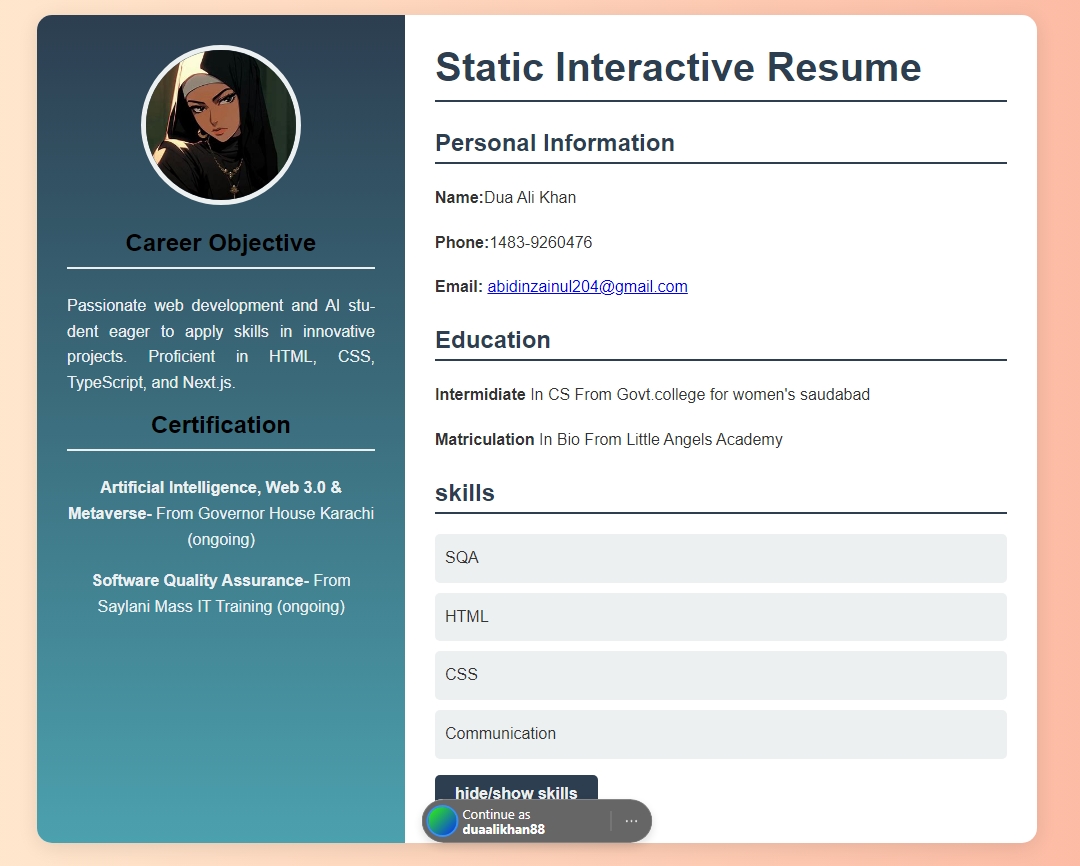 Career Objective
Passionate web development and AI stu-
dent eager to apply skills in innovative
projects. Proficient in HTML, CSS,
TypeScript, and Next.js.
Certification
Artificial Intelligence, Web 3.0 &
Metaverse- From Governor House Karachi
(ongoing)
Software Quality Assurance- From
Saylani Mass IT Training (ongoing)
Static Interactive Resume
Personal Information
Name:Dua Ali Khan
Phone:1483-9260476
Email: abidinzainul204@gmail.com
Education
Intermidiate In CS From Govt.college for women's saudabad
Matriculation In Bio From Little Angels Academy
skills
SQA
HTML
CSS
Communication
hide/show skills
Continue as
duaalikhan88